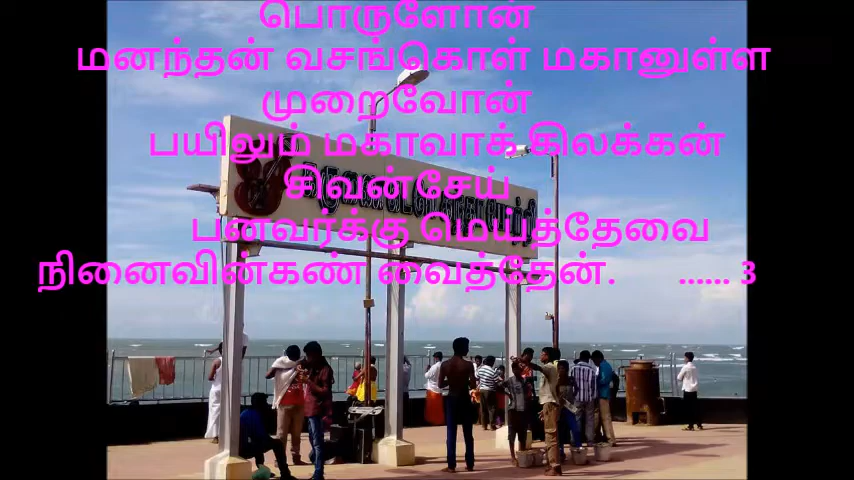 பொருளோன்
மனந்தன் வசங்கொள் மகானுள்ள
முறைவோன்
பயிலும் மகாவாக் கிலக்கன்
சிவன்சேய்
பனவர்க்கு மெய்த்தேவை
நினைவின்கண் வைத்தேன். ...... 3